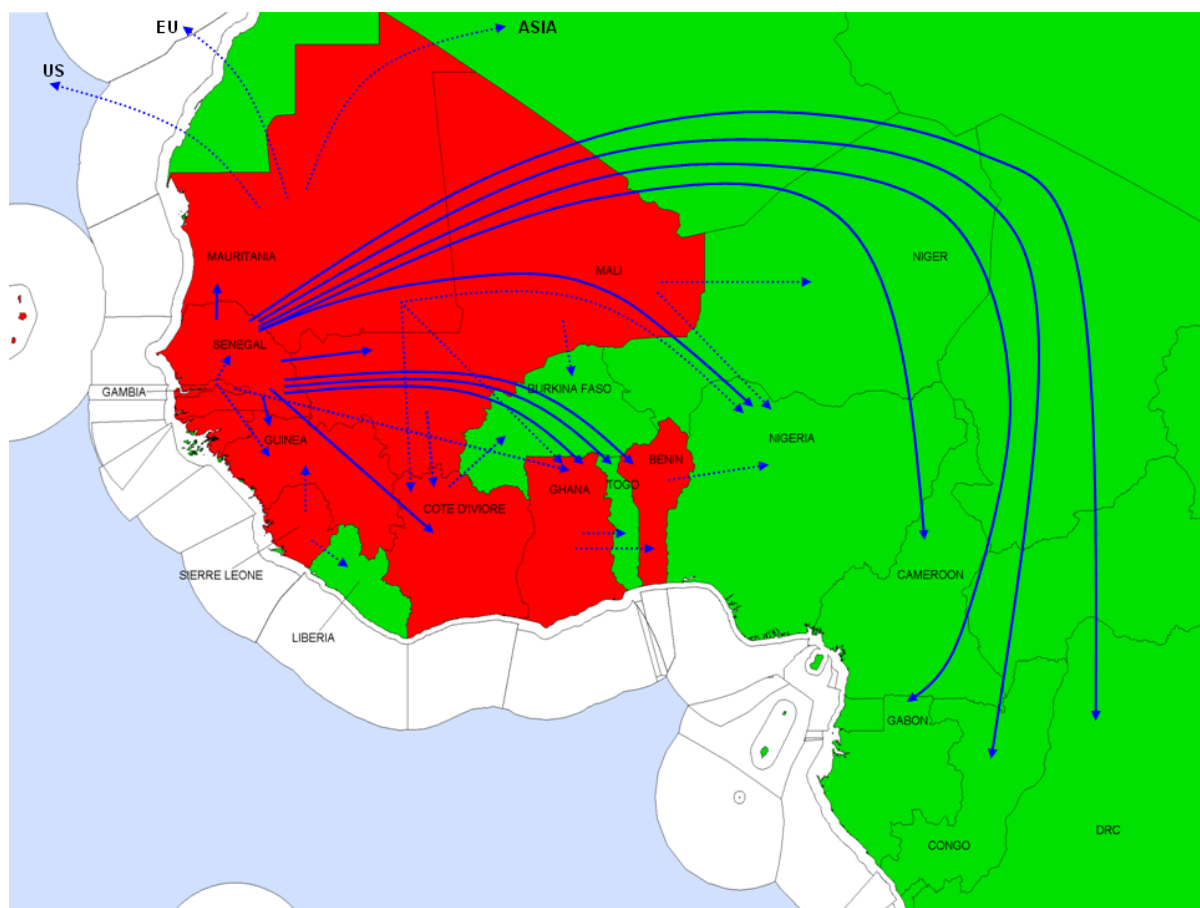 EU
ASIA
US
MAURITANIA
NIGER
MALI
SENEGAL
BURKINA FASO
GAMBIA
GUINEA
NIGERIA
BENIN
GHANA
TOGO
COTE D'IVIORE
SIERRE LEONE
CAMEROON
LIBERIA
GABON
DRC
CONGO